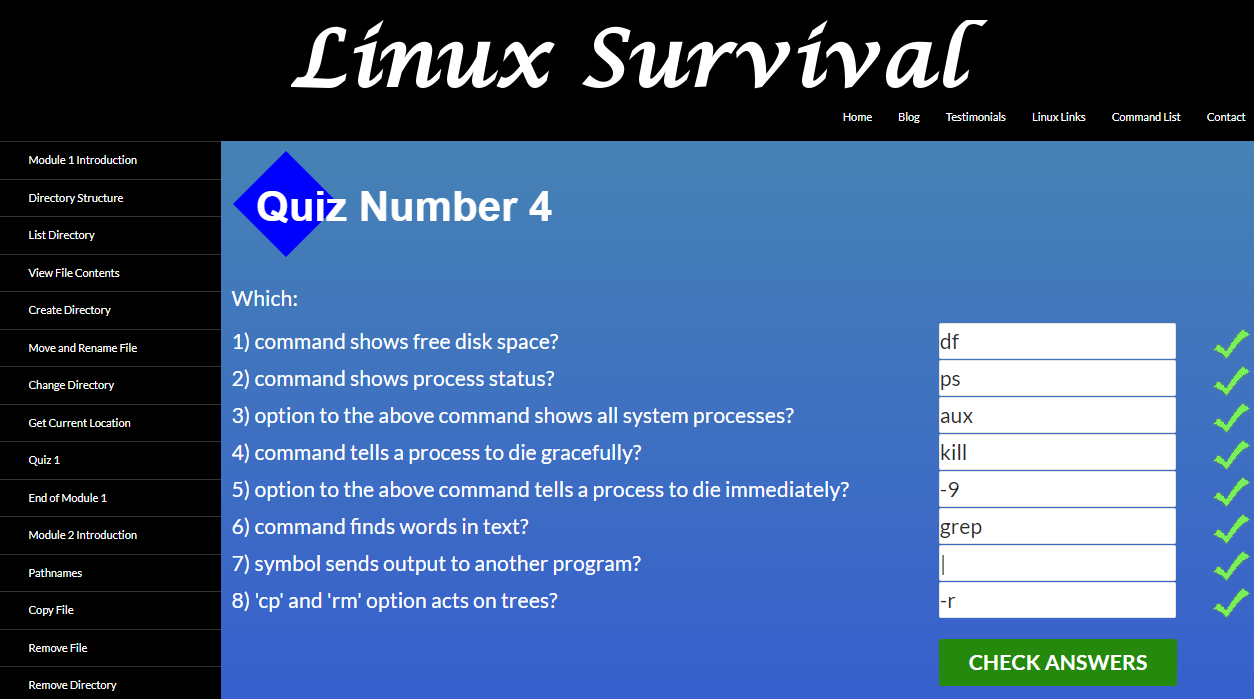 Linux Survival
Home Blog Testimonials Linux Links Command List Contact
Module 1 Introduction
Directory Structure
List Directory
View File Contents
Create Directory
Move and Rename File
Change Directory
Get Current Location
Quiz 1
End of Module 1
Module 2 Introduction
Pathnames
Copy File
Remove File
Remove Directory
Quiz Number 4
Which:
1) command shows free disk space? df
2) command shows process status? ps
3) option to the above command shows all system processes? aux
4) command tells a process to die gracefully? kill
5) option to the above command tells a process to die immediately? -9
6) command finds words in text? grep
7) symbol sends output to another program? |
8) 'cp' and 'rm' option acts on trees? -r
CHECK ANSWERS